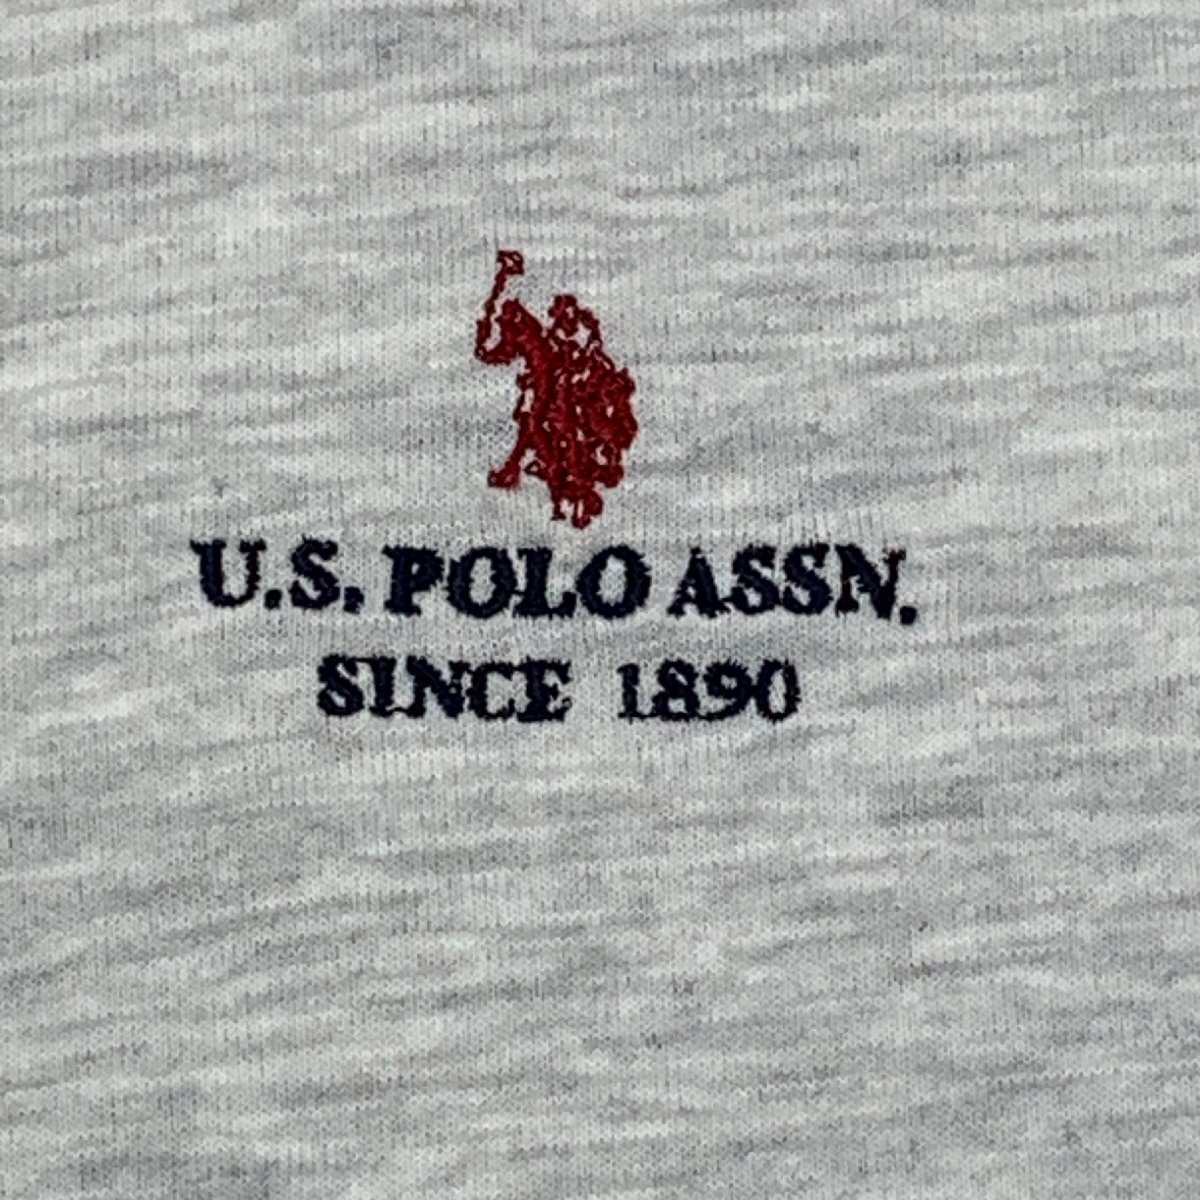 U.S. POLO ASSN.
SINCE 1890